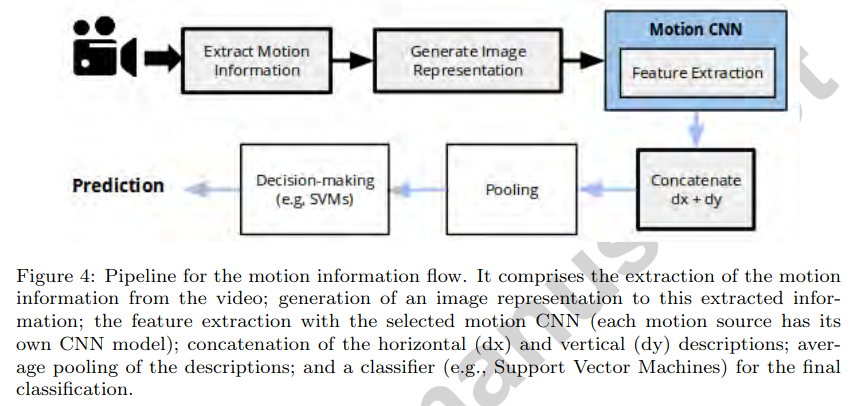 Extract Motion
Information
Generate Image
Representation
Motion CNN
Feature Extraction
Prediction
Decision-making
(e.g, SVMs)
Pooling
Concatenate
dx + dy
Figure 4: Pipeline for the motion information flow. It comprises the extraction of the motion
information from the video; generation of an image representation to this extracted infor-
mation; the feature extraction with the selected motion CNN (each motion source has its
own CNN model); concatenation of the horizontal (dx) and vertical (dy) descriptions; aver-
age pooling of the descriptions; and a classifier (e.g., Support Vector Machines) for the final
classification.